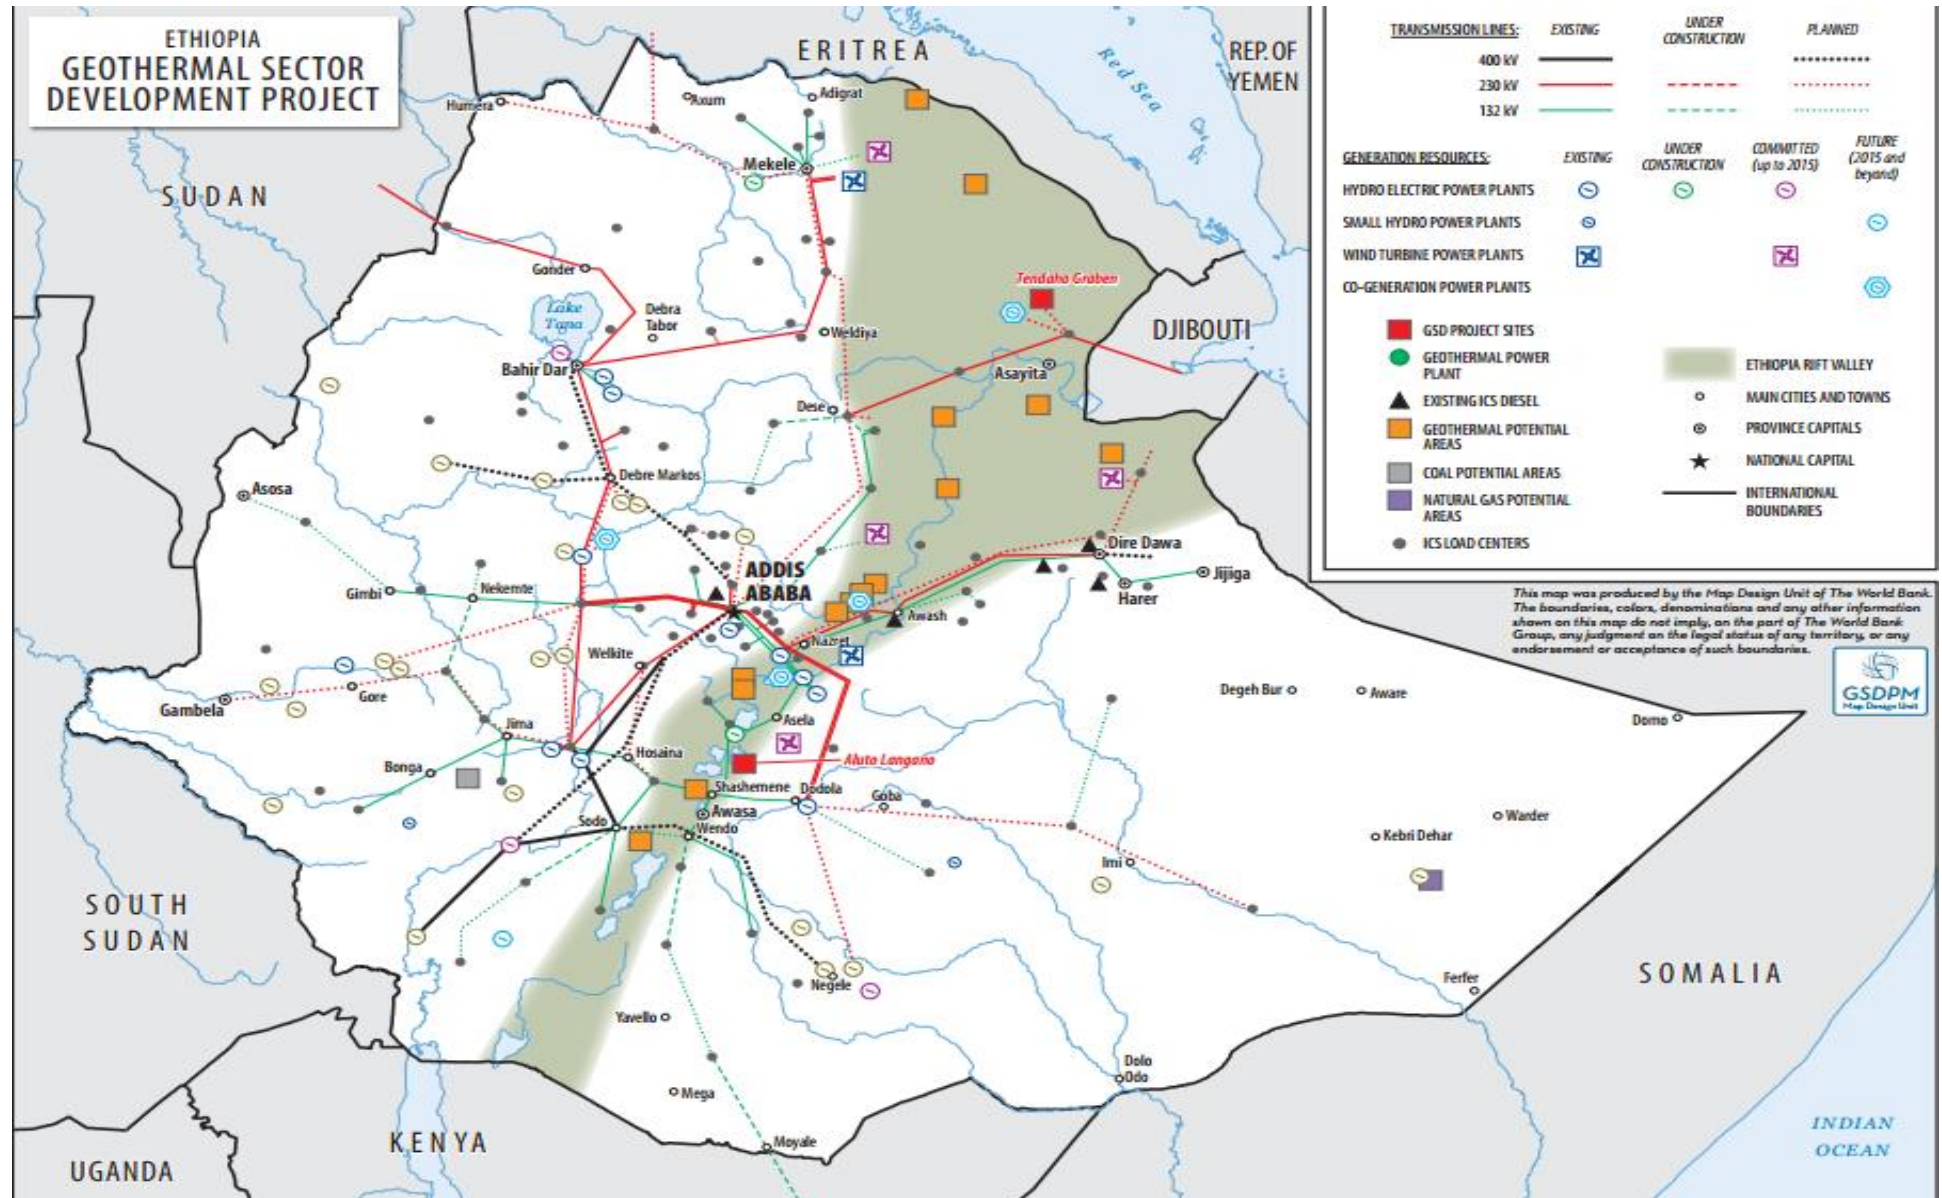 ETHIOPIA
GEOTHERMAL SECTOR
DEVELOPMENT PROJECT
ERITREA
Red Sea
REP. OF
YEMEN
SUDAN
Humera
Axum
Adigrat
Mekele
Gonder
Lake
Tana
Debra
Tabor
Weldiya
Tendaho Graben
DJIBOUTI
Bahir Dar
Asayita
Dese
Debre Markos
Asosa
ADDIS
ABABA
Dire Dawa
Jijiga
Harer
Gimbi
Nekemte
Awash
Nazret
Welkite
Gore
Gambela
Degeh Bur
Aware
Domo
Jima
Asela
Hosaina
Bonga
Aluto Langano
Shashemene
Dodola
Goba
Awasa
Sodo
Wendo
Warder
Kebri Dehar
Imi
SOUTH
SUDAN
Negele
Ferfer
SOMALIA
Yavello
Dolo
Odo
Mega
Moyale
KENYA
UGANDA
INDIAN
OCEAN
TRANSMISSION LINES:
EXISTING
UNDER
CONSTRUCTION
PLANNED
400 kV
230 kV
132 kV
GENERATION RESOURCES:
EXISTING
UNDER
CONSTRUCTION
COMMITTED
(up to 2015)
FUTURE
(2015 and
beyand)
HYDRO ELECTRIC POWER PLANTS
SMALL HYDRO POWER PLANTS
WIND TURBINE POWER PLANTS
CO-GENERATION POWER PLANTS
GSD PROJECT SITES
GEOTHERMAL POWER
PLANT
EXISTING ICS DIESEL
GEOTHERMAL POTENTIAL
AREAS
COAL POTENTIAL AREAS
NATURAL GAS POTENTIAL
AREAS
ICS LOAD CENTERS
ETHIOPIA RIFT VALLEY
MAIN CITIES AND TOWNS
PROVINCE CAPITALS
NATIONAL CAPITAL
INTERNATIONAL
BOUNDARIES
This map was produced by the Map Design Unit of The World Bank.
The boundaries, colors, denominations and any other information
shown on this map do not imply, on the part of The World Bank
Group, any judgment on the legal status of any territory, or any
endorsement or acceptance of such boundaries.
GSDPM
Map Design Unit